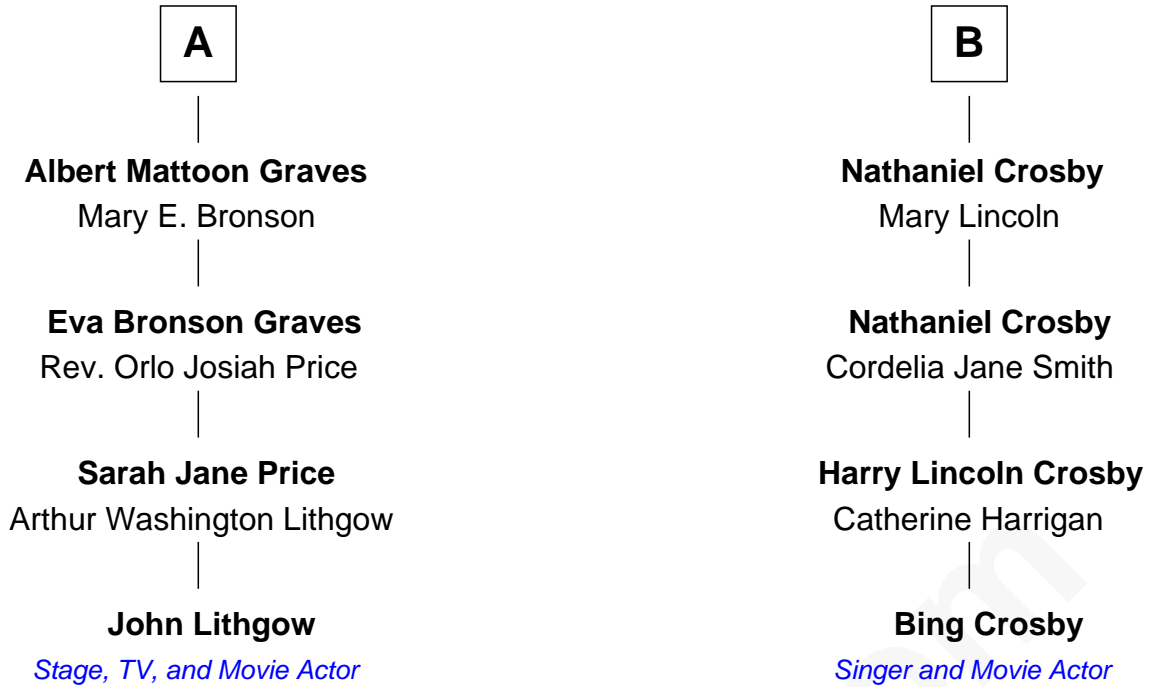 A
Albert Mattoon Graves
Mary E. Bronson
Eva Bronson Graves
Rev. Orlo Josiah Price
Sarah Jane Price
Arthur Washington Lithgow
John Lithgow
Stage, TV, and Movie Actor
B
Nathaniel Crosby
Mary Lincoln
Nathaniel Crosby
Cordelia Jane Smith
Harry Lincoln Crosby
Catherine Harrigan
Bing Crosby
Singer and Movie Actor